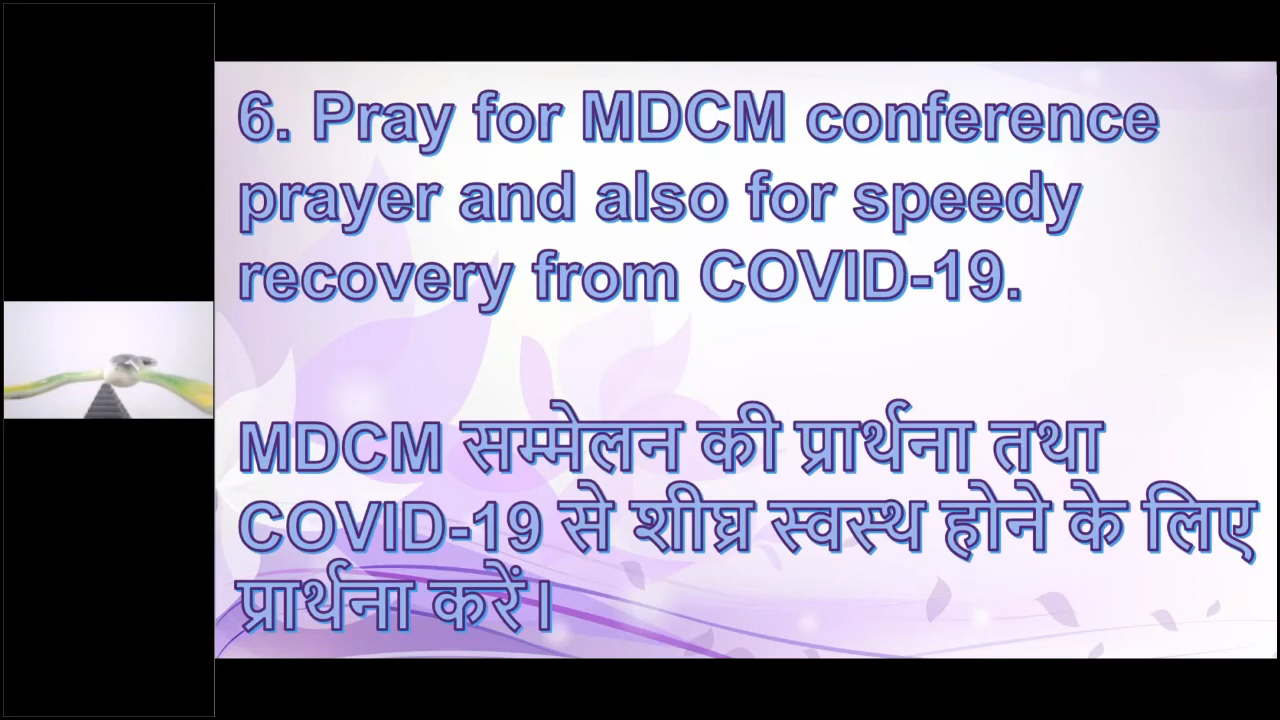 6. Pray for MDCM conference
prayer and also for speedy
recovery from COVID-19.
MDCM सम्मेलन की प्रार्थना तथा
COVID-19 से शीघ्र स्वस्थ होने के लिए
प्रार्थना करें।